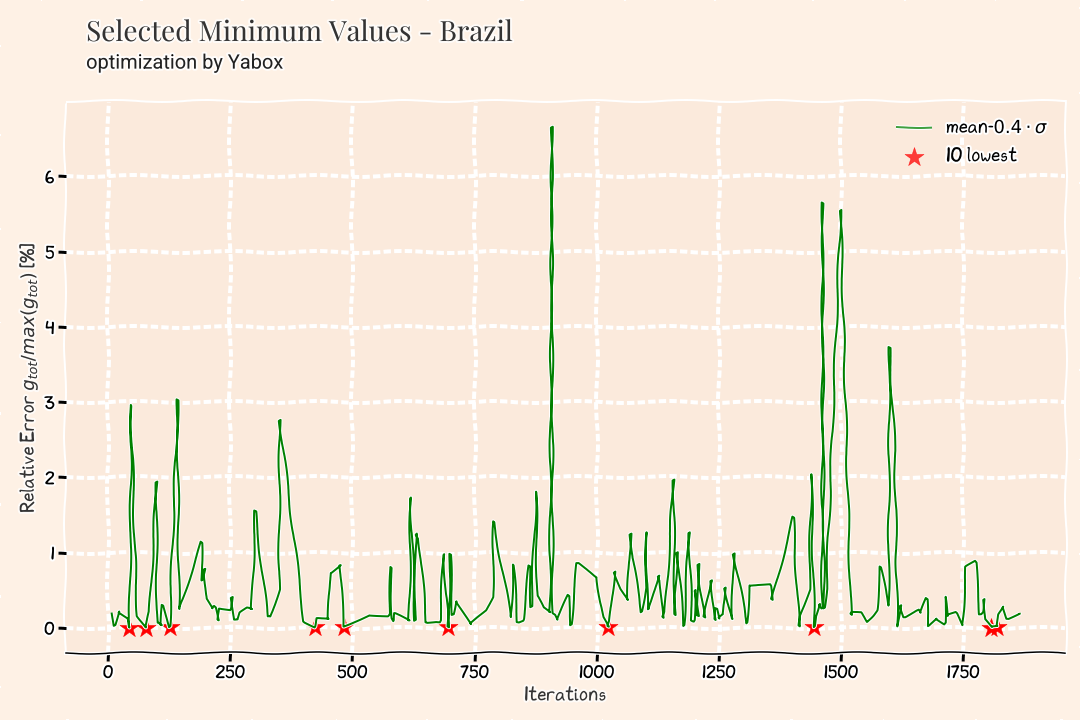 Selected Minimum Values - Brazil
optimization by Yabox
mean-0.4 · σ
10 lowest
Relative Error g_tot/max(g_tot) [%]
6
5
4
3
2
1
0
0 250 500 750 1000 1250 1500 1750
Iterations